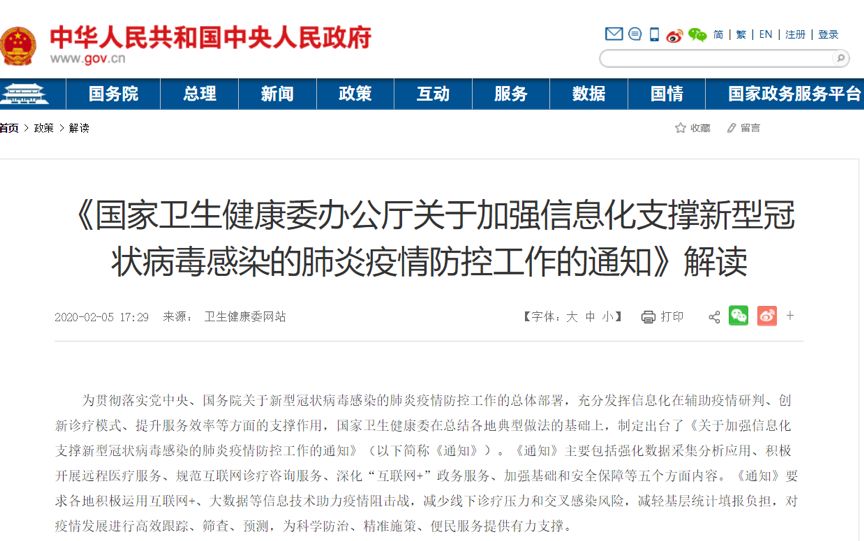 中华人民共和国中央人民政府
www.gov.cn
简 | 繁 | EN | 注册 | 登录
国务院 总理 新闻 政策 互动 服务 数据 国情 国家政务服务平台
首页 > 政策 > 解读
收藏 留言
《国家卫生健康委办公厅关于加强信息化支撑新型冠
状病毒感染的肺炎疫情防控工作的通知》解读
2020-02-05 17:29 来源： 卫生健康委网站 【字体：大 中 小】 打印 +
为贯彻落实党中央、国务院关于新型冠状病毒感染的肺炎疫情防控工作的总体部署，充分发挥信息化在辅助疫情研判、创
新诊疗模式、提升服务效率等方面的支撑作用，国家卫生健康委在总结各地典型做法的基础上，制定出台了《关于加强信息化
支撑新型冠状病毒感染的肺炎疫情防控工作的通知》（以下简称《通知》）。《通知》主要包括强化数据采集分析应用、积极
开展远程医疗服务、规范互联网诊疗咨询服务、深化“互联网+”政务服务、加强基础和安全保障等五个方面内容。《通知》要
求各地积极运用互联网+、大数据等信息技术助力疫情阻击战，减少线下诊疗压力和交叉感染风险，减轻基层统计填报负担，对
疫情发展进行高效跟踪、筛查、预测，为科学防治、精准施策、便民服务提供有力支撑。